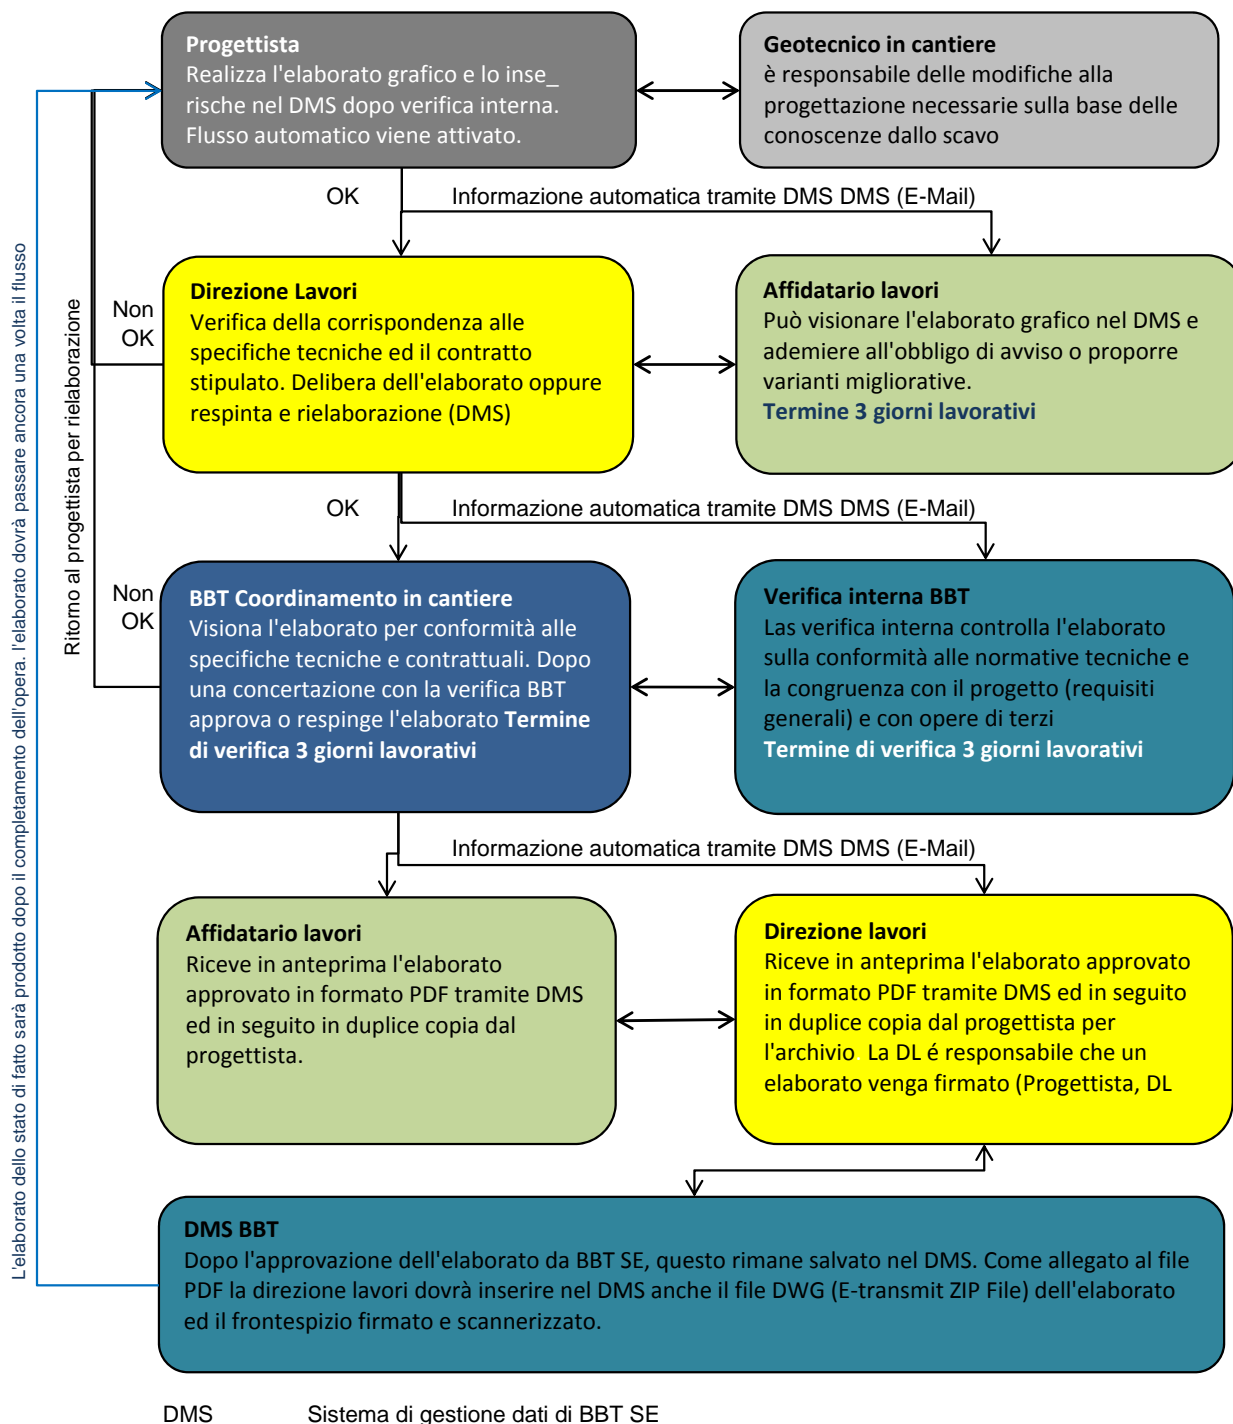 Progettista
Realizza l'elaborato grafico e lo inse_
rische nel DMS dopo verifica interna.
Flusso automatico viene attivato.
Geotecnico in cantiere
è responsabile delle modifiche alla
progettazione necessarie sulla base delle
conoscenze dallo scavo
OK
Informazione automatica tramite DMS DMS (E-Mail)
Non
OK
Direzione Lavori
Verifica della corrispondenza alle
specifiche tecniche ed il contratto
stipulato. Delibera dell'elaborato oppure
respinta e rielaborazione (DMS)
Affidatario lavori
Può visionare l'elaborato grafico nel DMS e
ademiere all'obbligo di avviso o proporre
varianti migliorative.
Termine 3 giorni lavorativi
OK
Informazione automatica tramite DMS DMS (E-Mail)
Non
OK
BBT Coordinamento in cantiere
Visiona l'elaborato per conformità alle
specifiche tecniche e contrattuali. Dopo
una concertazione con la verifica BBT
approva o respinge l'elaborato Termine
di verifica 3 giorni lavorativi
Verifica interna BBT
Las verifica interna controlla l'elaborato
sulla conformità alle normative tecniche e
la congruenza con il progetto (requisiti
generali) e con opere di terzi
Termine di verifica 3 giorni lavorativi
Informazione automatica tramite DMS DMS (E-Mail)
Affidatario lavori
Riceve in anteprima l'elaborato
approvato in formato PDF tramite DMS
ed in seguito in duplice copia dal
progettista.
Direzione lavori
Riceve in anteprima l'elaborato approvato
in formato PDF tramite DMS ed in seguito
in duplice copia dal progettista per
l'archivio. La DL é responsabile che un
elaborato venga firmato (Progettista, DL
DMS BBT
Dopo l'approvazione dell'elaborato da BBT SE, questo rimane salvato nel DMS. Come allegato al file
PDF la direzione lavori dovrà inserire nel DMS anche il file DWG (E-transmit ZIP File) dell'elaborato
ed il frontespizio firmato e scannerizzato.
Ritorno al progettista per rielaborazione
L'elaborato dello stato di fatto sarà prodotto dopo il completamento dell'opera. l'elaborato dovrà passare ancora una volta il flusso
DMS Sistema di gestione dati di BBT SE